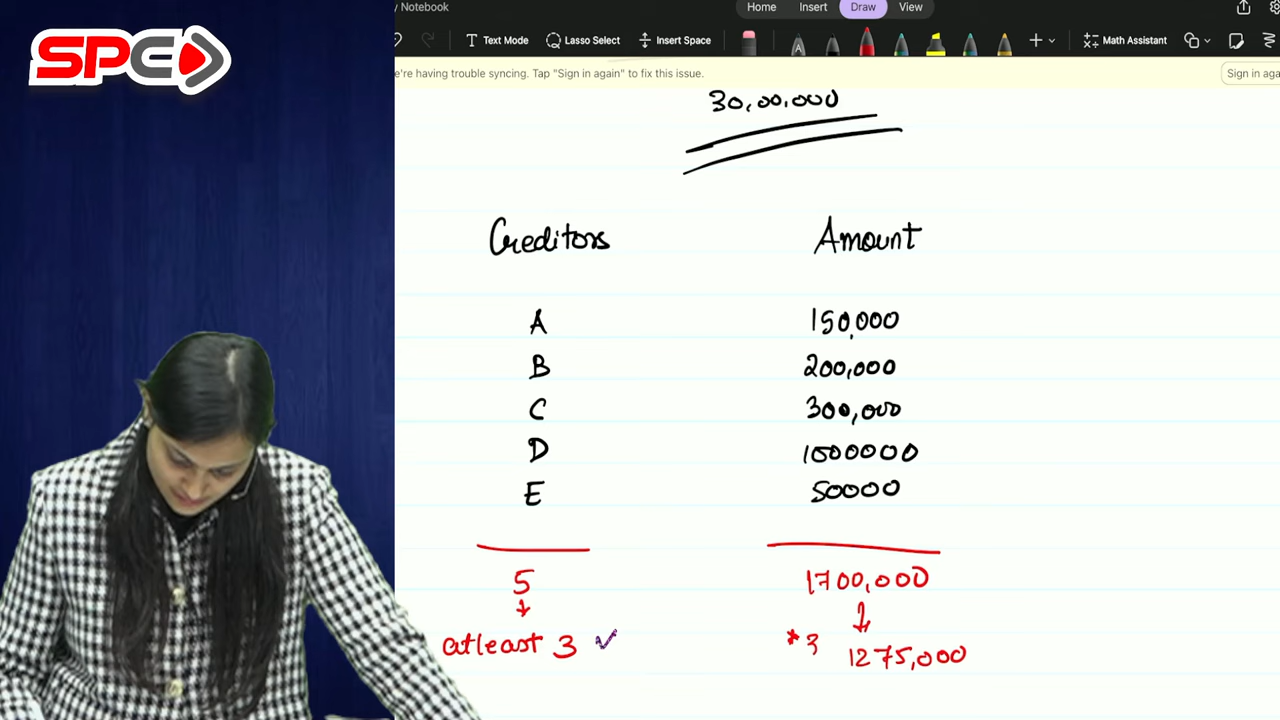 y Notebook
Home Insert Draw View
SPE
Text Mode Lasso Select Insert Space Math Assistant
're having trouble syncing. Tap "Sign in again" to fix this issue.
Sign in aga
30,00,000
Creditors Amount
A 150,000
B 200,000
C 300,000
D 1000000
E 50000
5 1700,000
atleast 3 ✓ * 3 1275,000